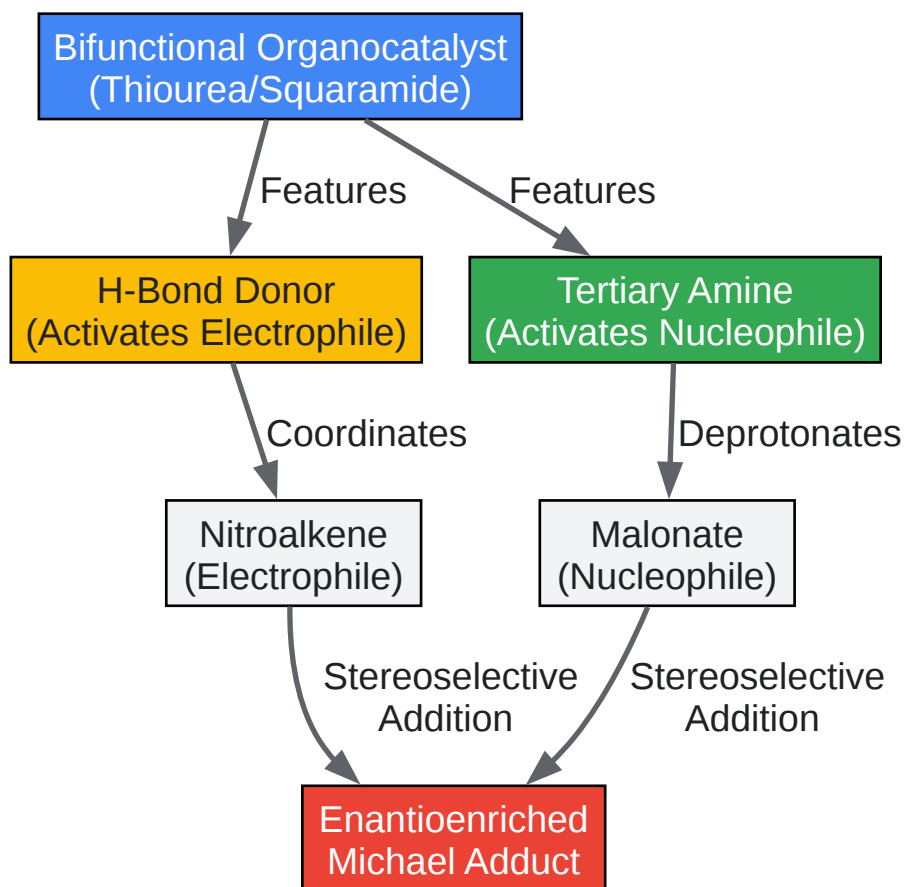 Bifunctional Organocatalyst
(Thiourea/Squaramide)
Features
Features
H-Bond Donor
(Activates Electrophile)
Tertiary Amine
(Activates Nucleophile)
Coordinates
Deprotonates
Nitroalkene
(Electrophile)
Malonate
(Nucleophile)
Stereoselective
Addition
Stereoselective
Addition
Enantioenriched
Michael Adduct